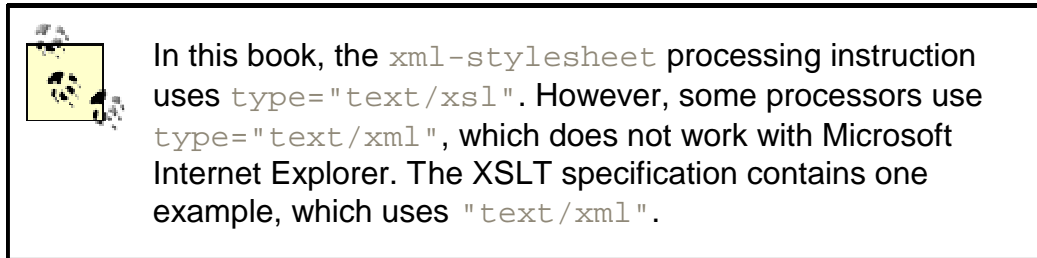 In this book, the xml-stylesheet processing instruction
uses type="text/xsl". However, some processors use
type="text/xml", which does not work with Microsoft
Internet Explorer. The XSLT specification contains one
example, which uses "text/xml".